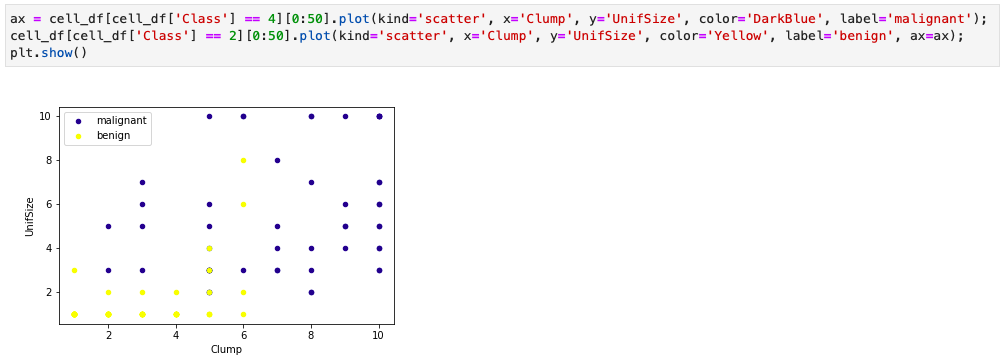 ax = cell_df[cell_df['Class'] == 4][0:50].plot(kind='scatter', x='Clump', y='UnifSize', color='DarkBlue', label='malignant');
cell_df[cell_df['Class'] == 2][0:50].plot(kind='scatter', x='Clump', y='UnifSize', color='Yellow', label='benign', ax=ax);
plt.show()
malignant
benign
10
8
6
4
2
UnifSize
2
4
6
8
10
Clump